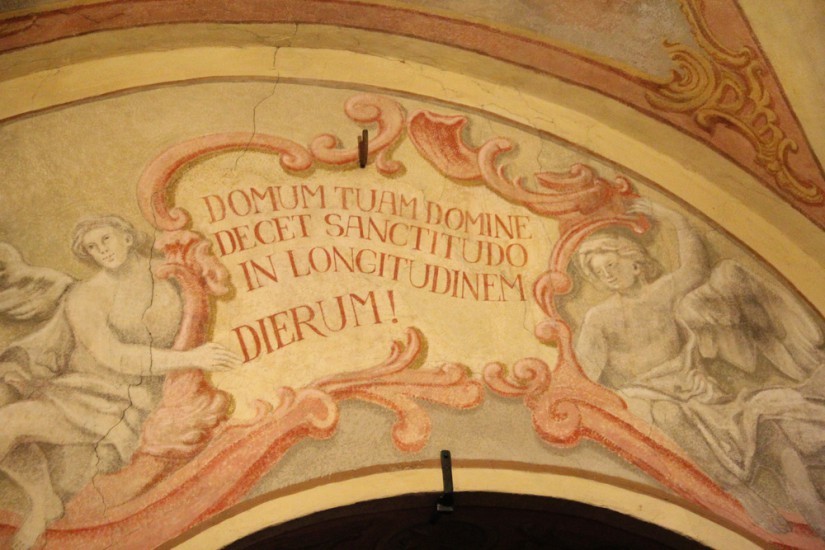 DOMUM TUAM DOMINE
DECET SANCTITUDO
IN LONGITUDINEM
DIERUM!